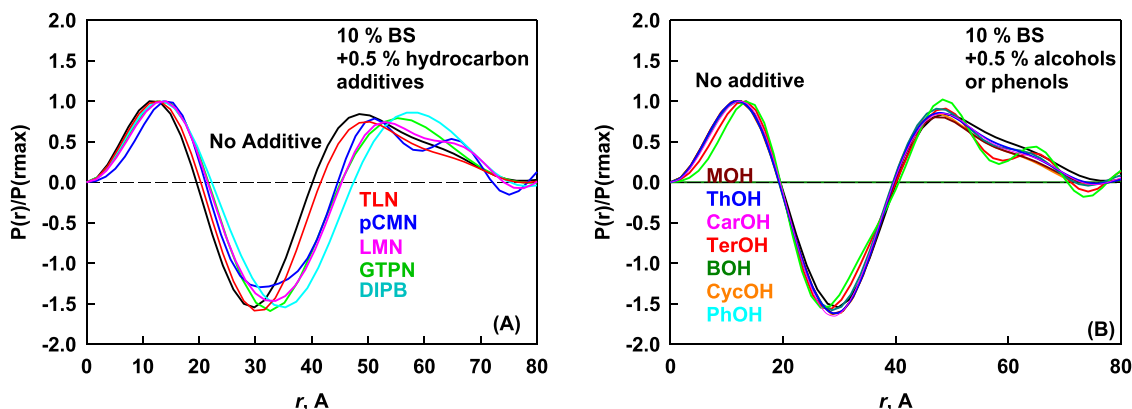 10 % BS
+0.5 % hydrocarbon
additives
No Additive
TLN
pCMN
LMN
GTPN
DIPB
(A)
P(r)/P(rmax)
2.0
1.5
1.0
0.5
0.0
-0.5
-1.0
-1.5
-2.0
0 10 20 30 40 50 60 70 80
r, A
10 % BS
+0.5 % alcohols
or phenols
No additive
MOH
ThOH
CarOH
TerOH
BOH
CycOH
PhOH
(B)
P(r)/P(rmax)
2.0
1.5
1.0
0.5
0.0
-0.5
-1.0
-1.5
-2.0
0 20 40 60 80
r, A